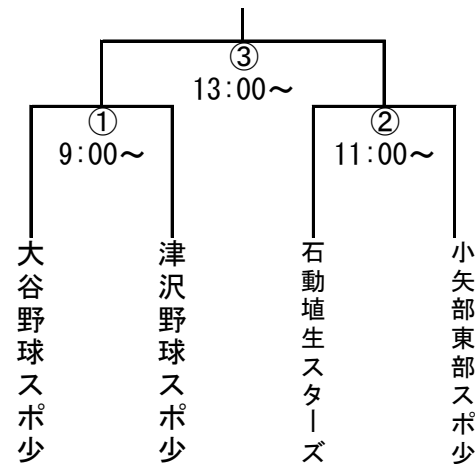 ③
13:00～
①
9:00～
②
11:00～
大谷野球スポ少
津沢野球スポ少
石動埴生スターズ
小矢部東部スポ少